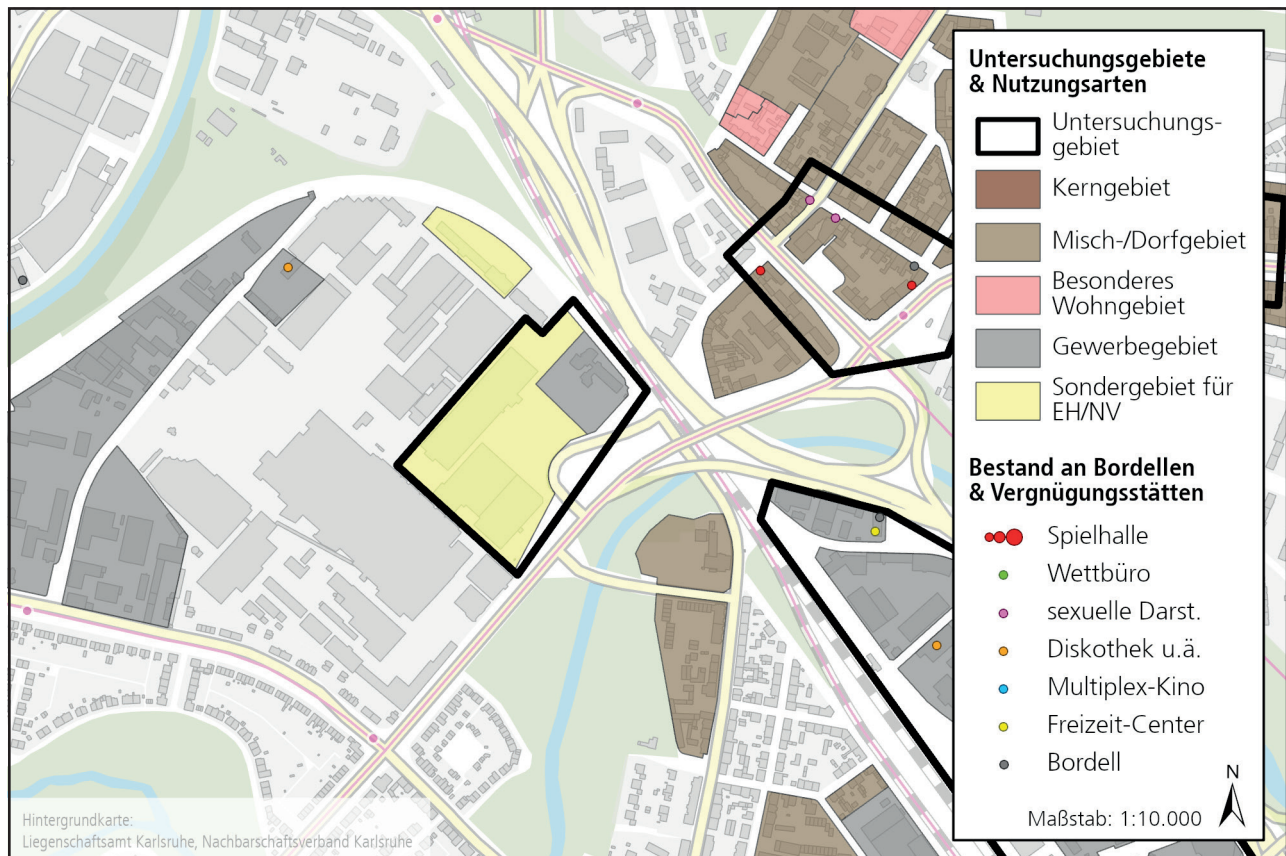 Untersuchungsgebiete
& Nutzungsarten
Untersuchungs-
gebiet
Kerngebiet
Misch-/Dorfgebiet
Besonderes
Wohngebiet
Gewerbegebiet
Sondergebiet für
EH/NV
Bestand an Bordellen
& Vergnügungsstätten
Spielhalle
Wettbüro
sexuelle Darst.
Diskothek u.ä.
Multiplex-Kino
Freizeit-Center
Bordell
N
Maßstab: 1:10.000
Hintergrundkarte:
Liegenschaftsamt Karlsruhe, Nachbarschaftsverband Karlsruhe